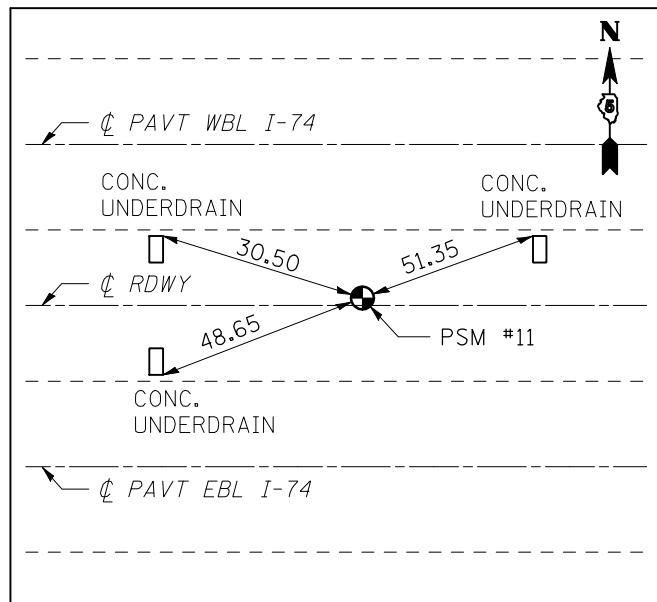 N
5
℄ PAVT WBL I-74
CONC.
UNDERDRAIN
CONC.
UNDERDRAIN
30.50
51.35
℄ RDWY
48.65
PSM #11
CONC.
UNDERDRAIN
℄ PAVT EBL I-74